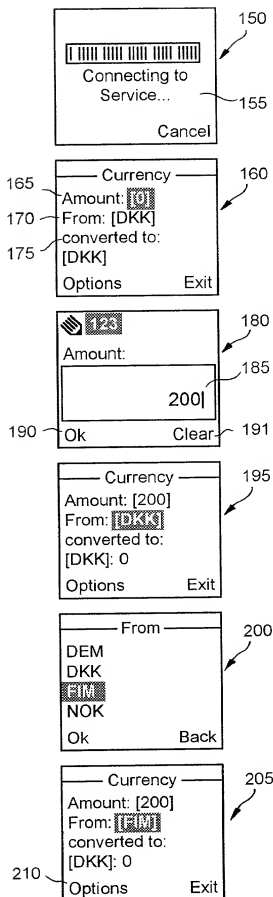 150
Connecting to
Service...
155
Cancel
Currency
160
165
Amount: [0]
170
From: [DKK]
175
converted to:
[DKK]
Options Exit
123
180
Amount:
185
200
190
Ok Clear
191
Currency
195
Amount: [200]
From: [DKK]
converted to:
[DKK]: 0
Options Exit
From
200
DEM
DKK
FIM
NOK
Ok Back
Currency
205
Amount: [200]
From: [FIM]
converted to:
[DKK]: 0
210
Options Exit